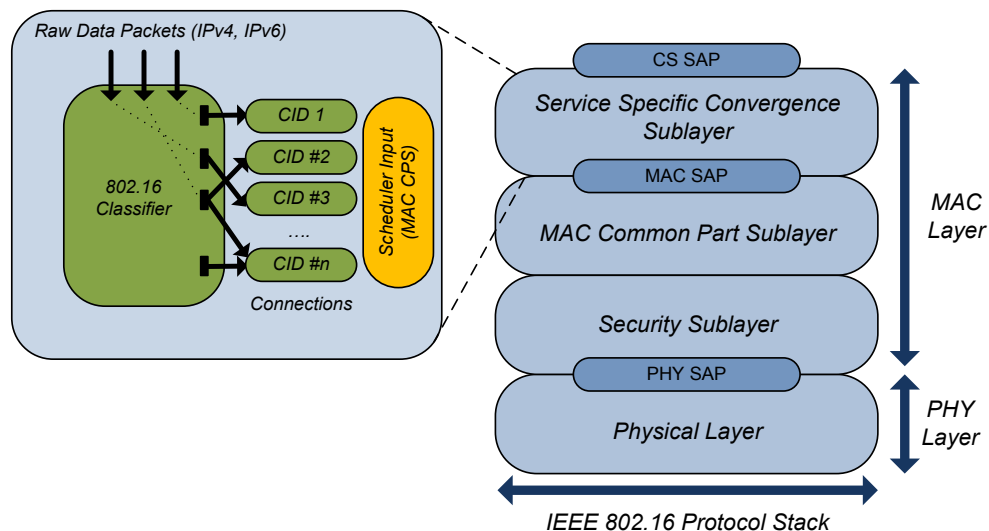 Raw Data Packets (IPv4, IPv6)
802.16
Classifier
CID 1
CID #2
CID #3
....
CID #n
Connections
Scheduler Input
(MAC CPS)
CS SAP
Service Specific Convergence
Sublayer
MAC SAP
MAC Common Part Sublayer
Security Sublayer
PHY SAP
Physical Layer
MAC
Layer
PHY
Layer
IEEE 802.16 Protocol Stack